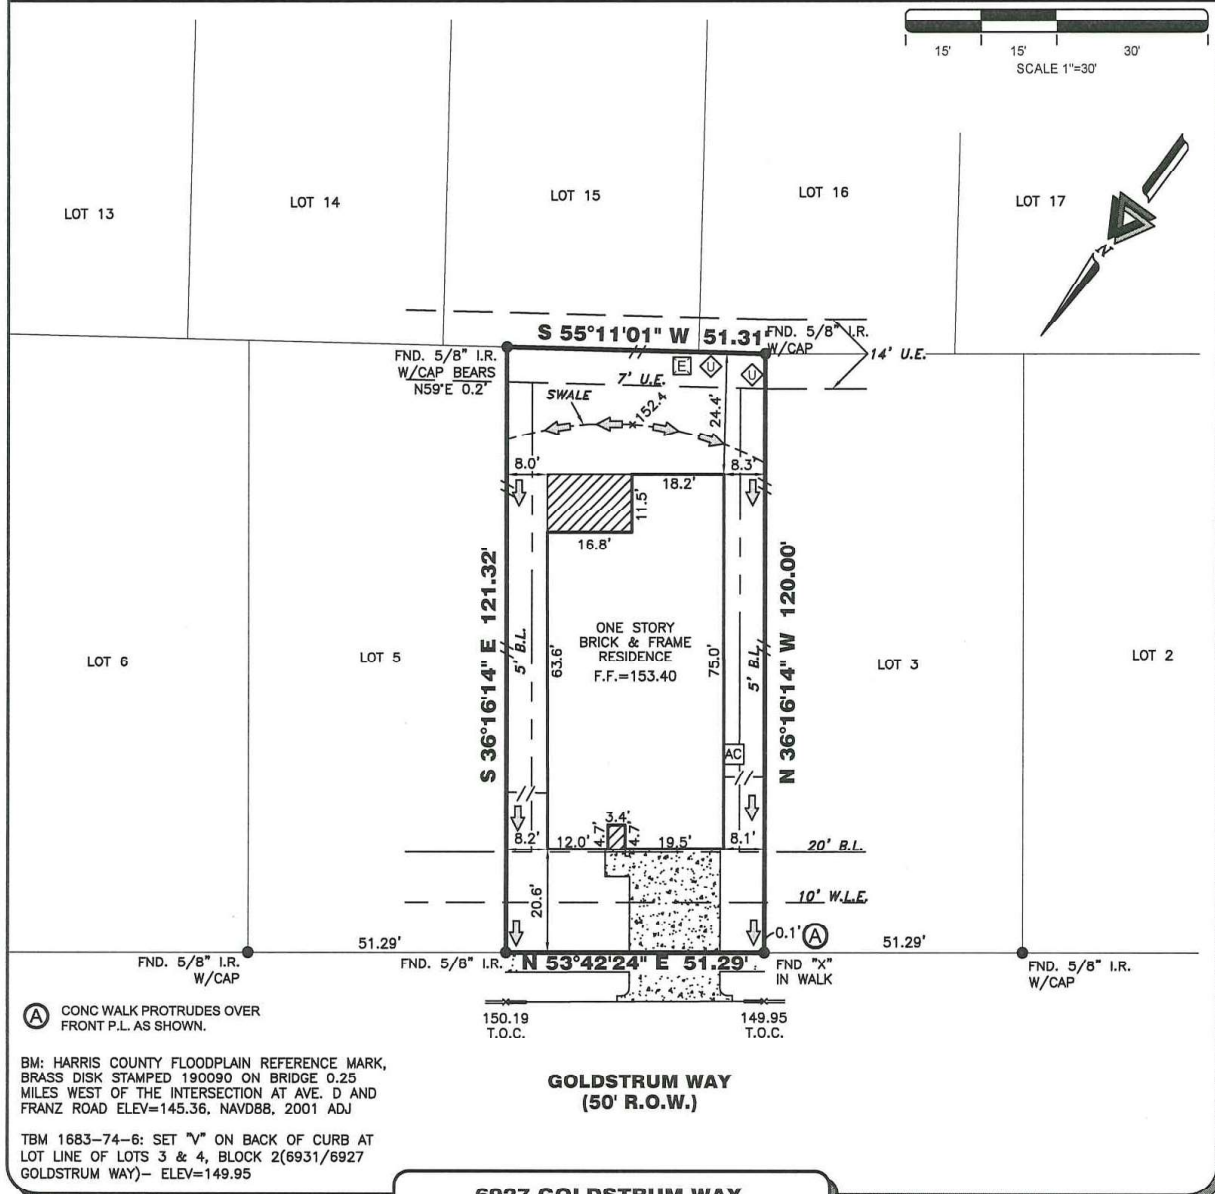 15'
15'
30'
SCALE 1"=30'
LOT 13
LOT 14
LOT 15
LOT 16
LOT 17
N
S 55°11'01" W 51.31'
FND. 5/8" I.R.
W/CAP
14' U.E.
FND. 5/8" I.R.
W/CAP BEARS
N59°E 0.2'
E
U
U
7' U.E.
SWALE
152.4
24.4'
8.0'
8.3'
18.2'
11.5'
16.8'
S 36°16'14" E 121.32'
5' B.L.
63.6'
ONE STORY
BRICK & FRAME
RESIDENCE
F.F.=153.40
75.0'
5' B.L.
N 36°16'14" W 120.00'
LOT 6
LOT 5
LOT 3
LOT 2
AC
3.4'
4.7'
4.7'
8.2'
12.0'
19.5'
8.1'
20' B.L.
20.6'
10' W.L.E.
0.1'
A
51.29'
51.29'
FND. 5/8" I.R.
W/CAP
FND. 5/8" I.R.
N 53°42'24" E 51.29'
FND "X"
IN WALK
FND. 5/8" I.R.
W/CAP
150.19
T.O.C.
149.95
T.O.C.
A CONC WALK PROTRUDES OVER
FRONT P.L. AS SHOWN.
BM: HARRIS COUNTY FLOODPLAIN REFERENCE MARK,
BRASS DISK STAMPED 190090 ON BRIDGE 0.25
MILES WEST OF THE INTERSECTION AT AVE. D AND
FRANZ ROAD ELEV=145.36, NAVD88, 2001 ADJ
TBM 1683-74-6: SET "V" ON BACK OF CURB AT
LOT LINE OF LOTS 3 & 4, BLOCK 2(6931/6927
GOLDSTRUM WAY)- ELEV=149.95
GOLDSTRUM WAY
(50' R.O.W.)
6927 GOLDSTRUM WAY